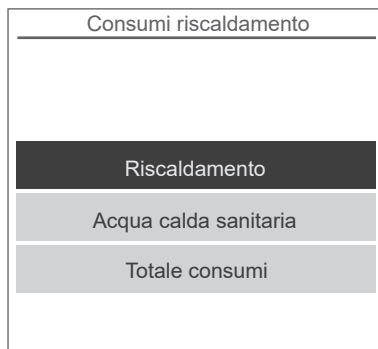 Consumi riscaldamento
Riscaldamento
Acqua calda sanitaria
Totale consumi